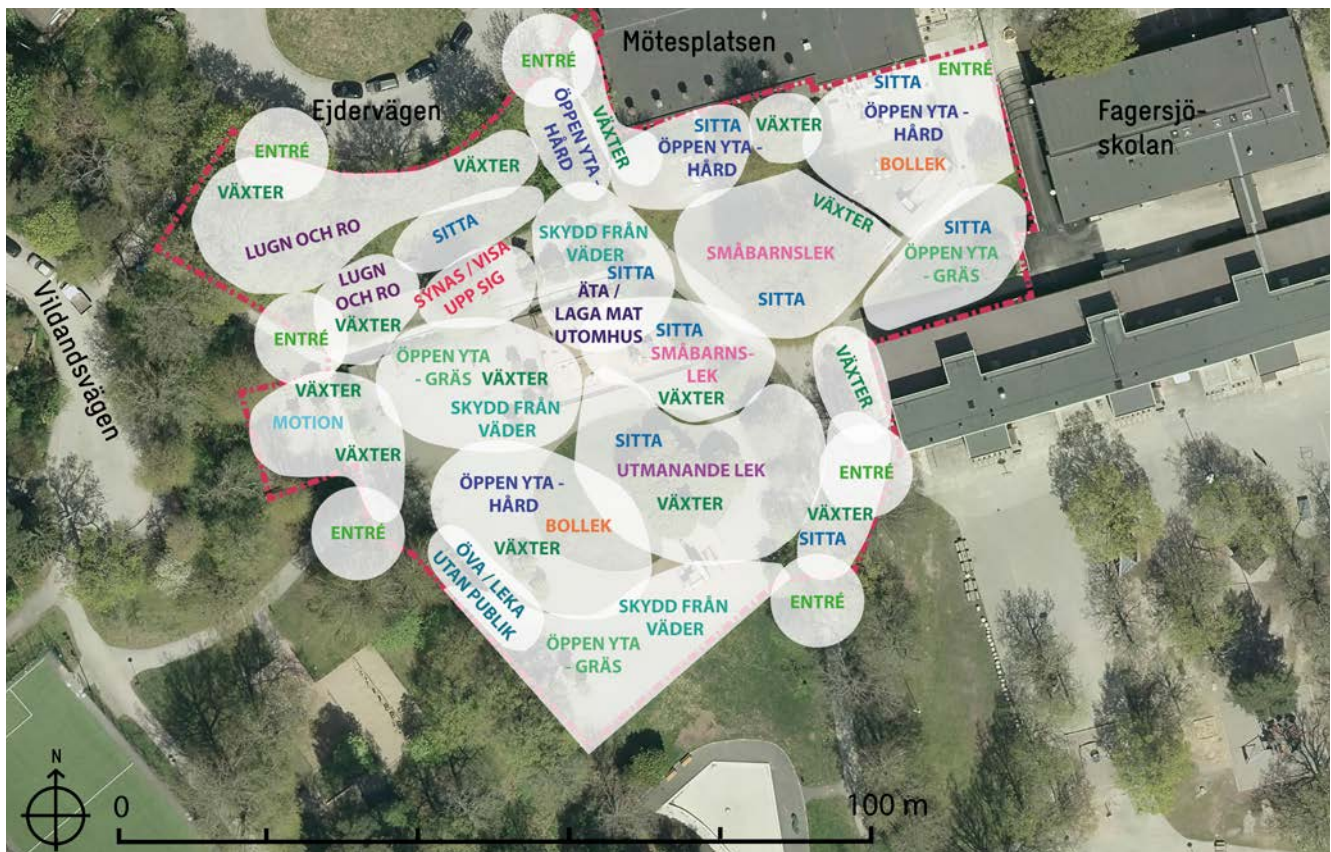 Mötesplatsen
ENTRÉ
ENTRÉ
SITTA
Ejdervägen
ÖPPEN YTA -
HÅRD
VÄXTER
SITTA
ÖPPEN YTA -
HÅRD
VÄXTER
ÖPPEN YTA -
HÅRD
BOLLEK
Fagersjö-
skolan
ENTRÉ
VÄXTER
VÄXTER
LUGN OCH RO
SITTA
SKYDD FRÅN
VÄDER
SITTA
SMÅBARNSLEK
VÄXTER
SITTA
SITTA
ÖPPEN YTA
- GRÄS
LUGN
OCH RO
VÄXTER
SYNAS / VISA
UPP SIG
ÄTA /
LAGA MAT
UTOMHUS
Vildandsvägen
ENTRÉ
SITTA
SMÅBARNS-
LEK
VÄXTER
ÖPPEN YTA
- GRÄS
VÄXTER
SKYDD FRÅN
VÄDER
VÄXTER
VÄXTER
MOTION
VÄXTER
SITTA
UTMANANDE LEK
VÄXTER
ENTRÉ
ÖPPEN YTA -
HÅRD
BOLLEK
VÄXTER
VÄXTER
SITTA
ENTRÉ
ÖVA / LEKA
UTAN PUBLIK
SKYDD FRÅN
VÄDER
ENTRÉ
ÖPPEN YTA
- GRÄS
N
0
100 m